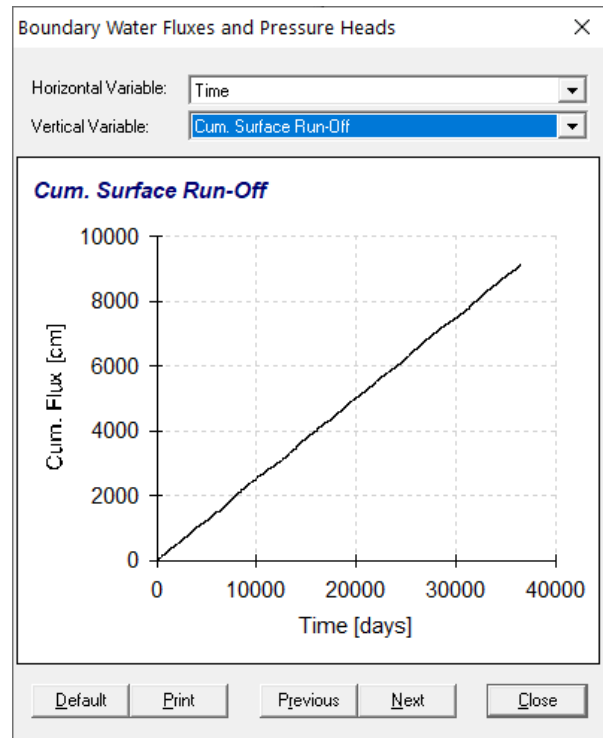 Boundary Water Fluxes and Pressure Heads
Horizontal Variable: Time
Vertical Variable: Cum. Surface Run-Off
Cum. Surface Run-Off
10000
8000
6000
4000
2000
0
Cum. Flux [cm]
0 10000 20000 30000 40000
Time [days]
Default Print Previous Next Close